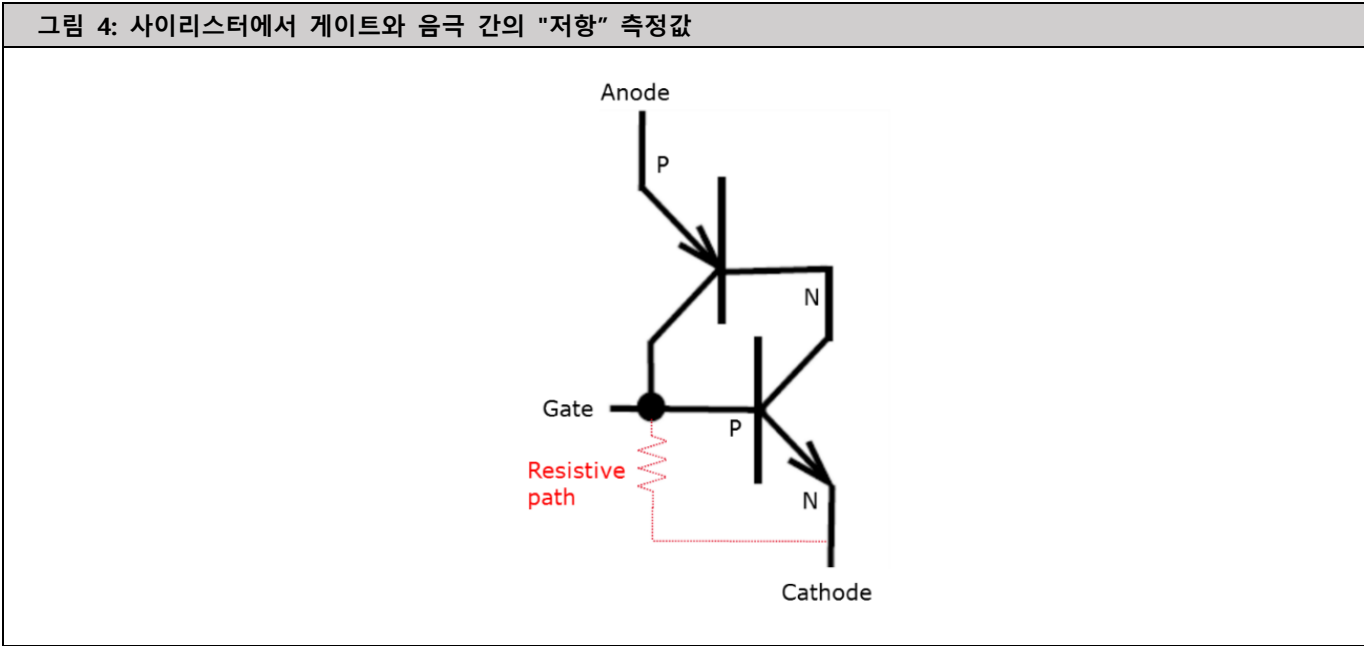 그림 4: 사이리스터에서 게이트와 음극 간의 "저항” 측정값
Anode
P
N
Gate
P
Resistive
path
N
Cathode